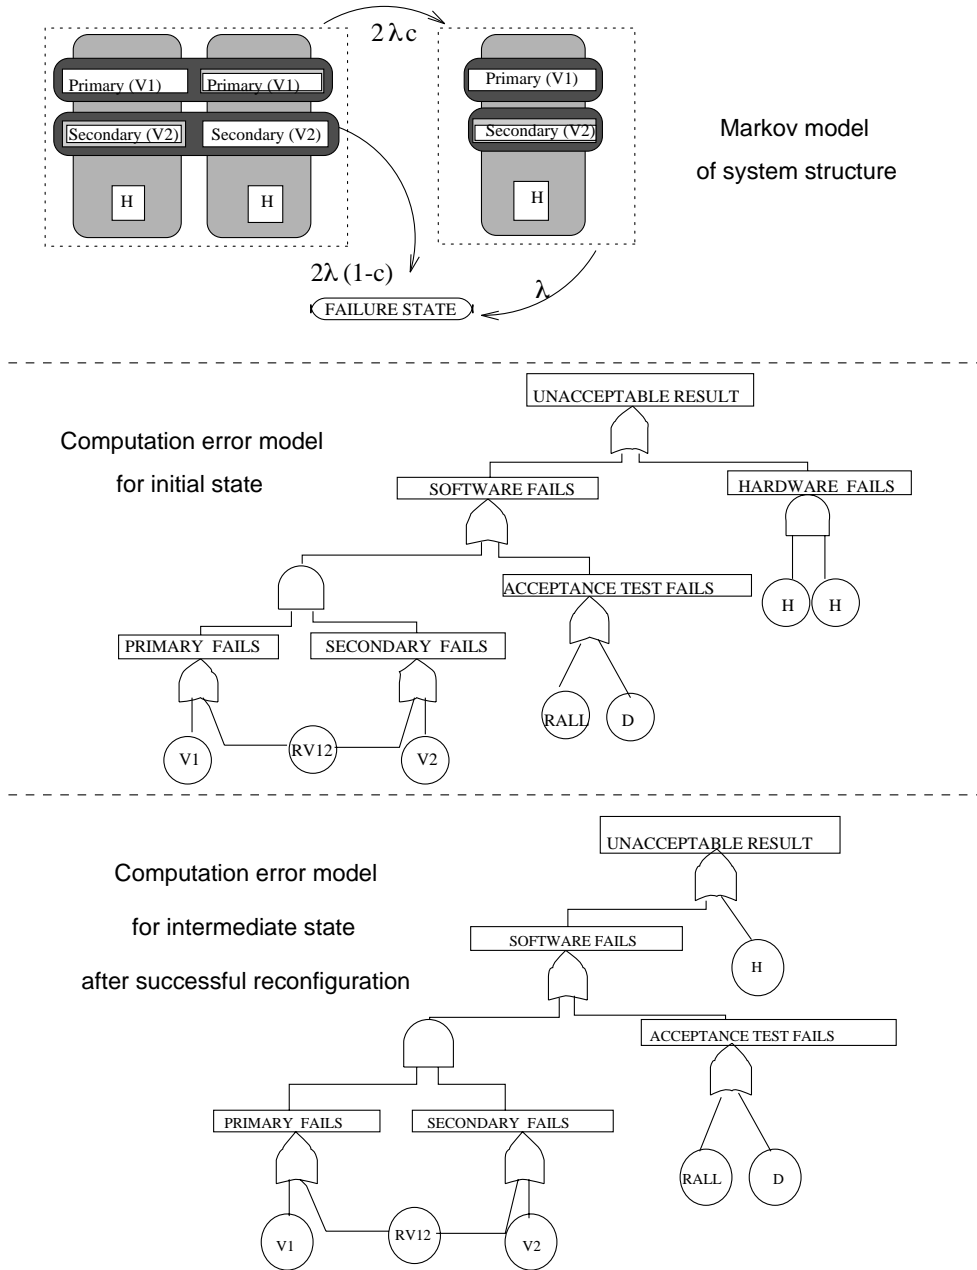 2λc
Primary (V1) Primary (V1) Primary (V1)
Secondary (V2) Secondary (V2) Secondary (V2)
Markov model
of system structure
H H H
2λ (1-c)
λ
FAILURE STATE
UNACCEPTABLE RESULT
Computation error model
for initial state
SOFTWARE FAILS HARDWARE FAILS
ACCEPTANCE TEST FAILS
H H
PRIMARY FAILS SECONDARY FAILS
RALL D
V1 RV12 V2
UNACCEPTABLE RESULT
Computation error model
for intermediate state
after successful reconfiguration
SOFTWARE FAILS
H
ACCEPTANCE TEST FAILS
PRIMARY FAILS SECONDARY FAILS
RALL D
V1 RV12 V2